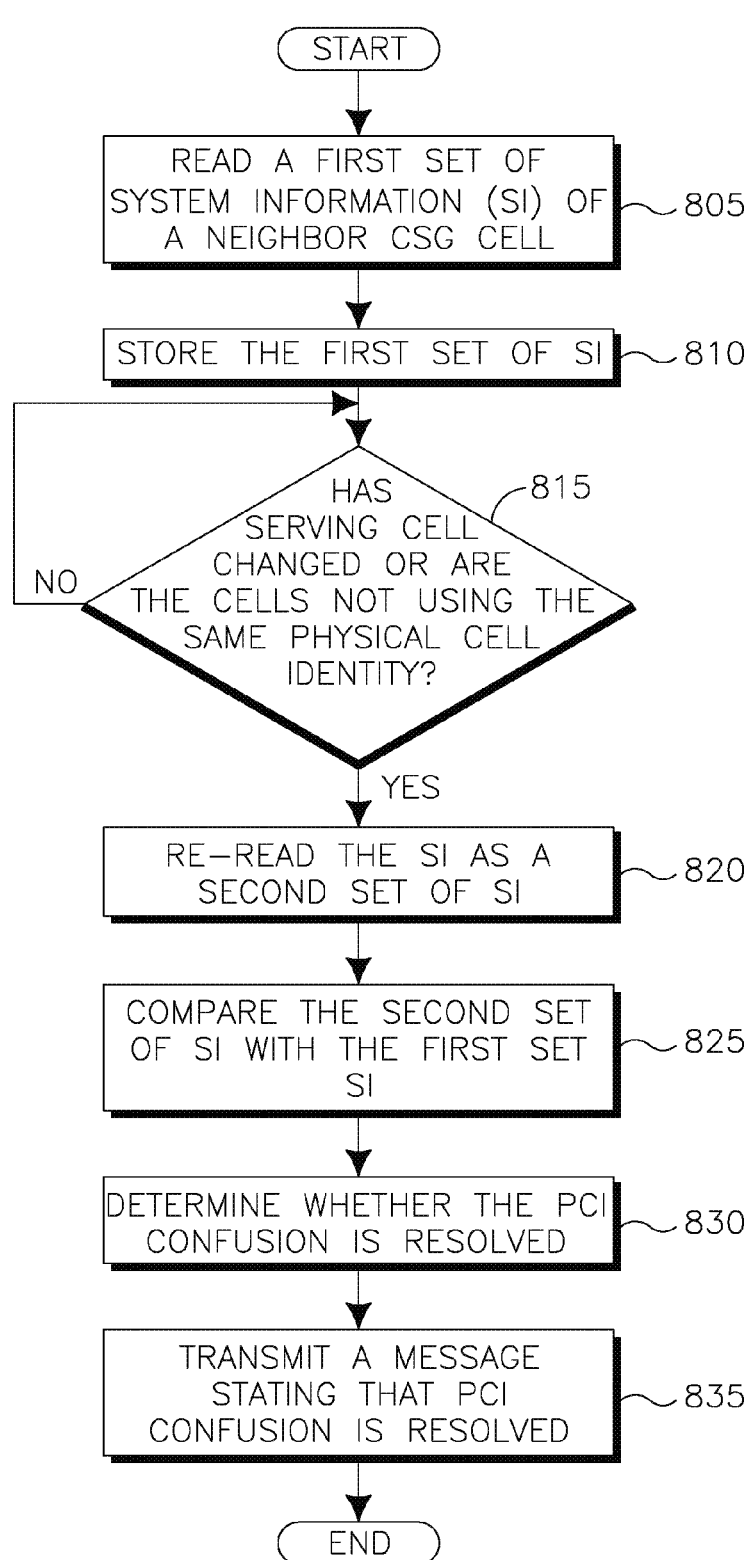 START
READ A FIRST SET OF
SYSTEM INFORMATION (SI) OF
A NEIGHBOR CSG CELL
805
STORE THE FIRST SET OF SI
810
HAS
SERVING CELL
CHANGED OR ARE
THE CELLS NOT USING THE
SAME PHYSICAL CELL
IDENTITY?
815
NO
YES
RE-READ THE SI AS A
SECOND SET OF SI
820
COMPARE THE SECOND SET
OF SI WITH THE FIRST SET
SI
825
DETERMINE WHETHER THE PCI
CONFUSION IS RESOLVED
830
TRANSMIT A MESSAGE
STATING THAT PCI
CONFUSION IS RESOLVED
835
END